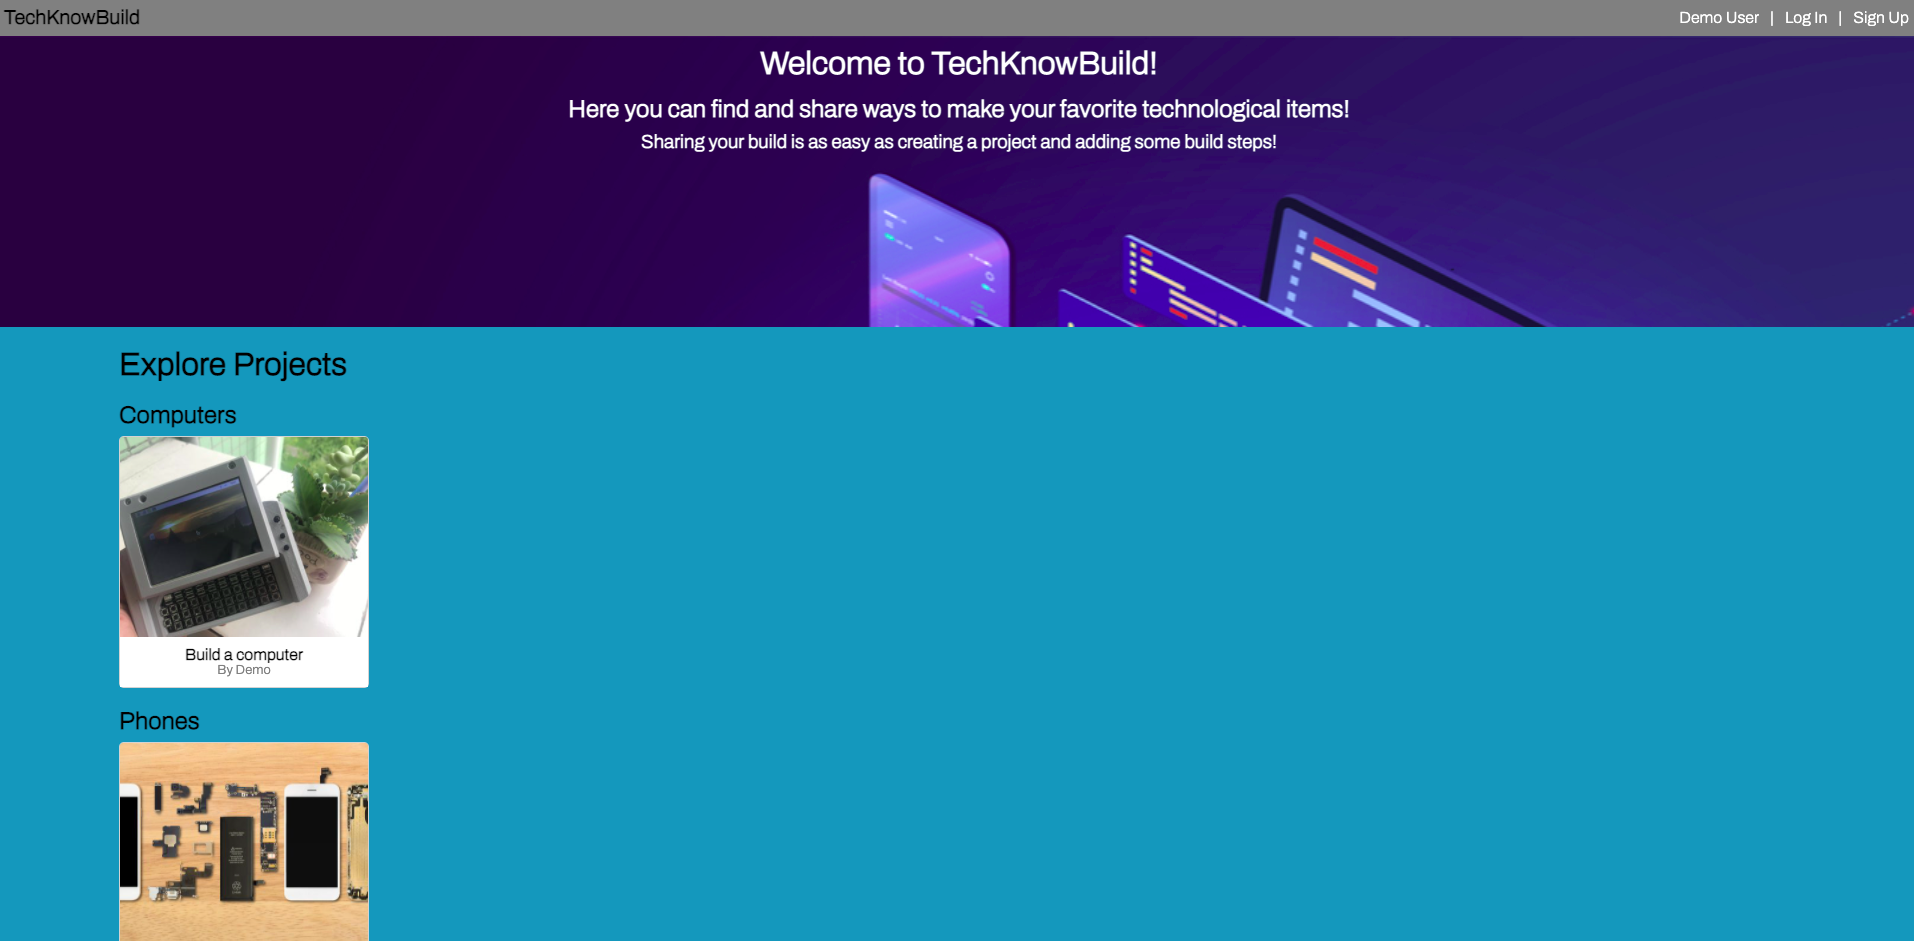 TechKnowBuild
Demo User | Log In | Sign Up
Welcome to TechKnowBuild!
Here you can find and share ways to make your favorite technological items!
Sharing your build is as easy as creating a project and adding some build steps!
Explore Projects
Computers
Build a computer
By Demo
Phones